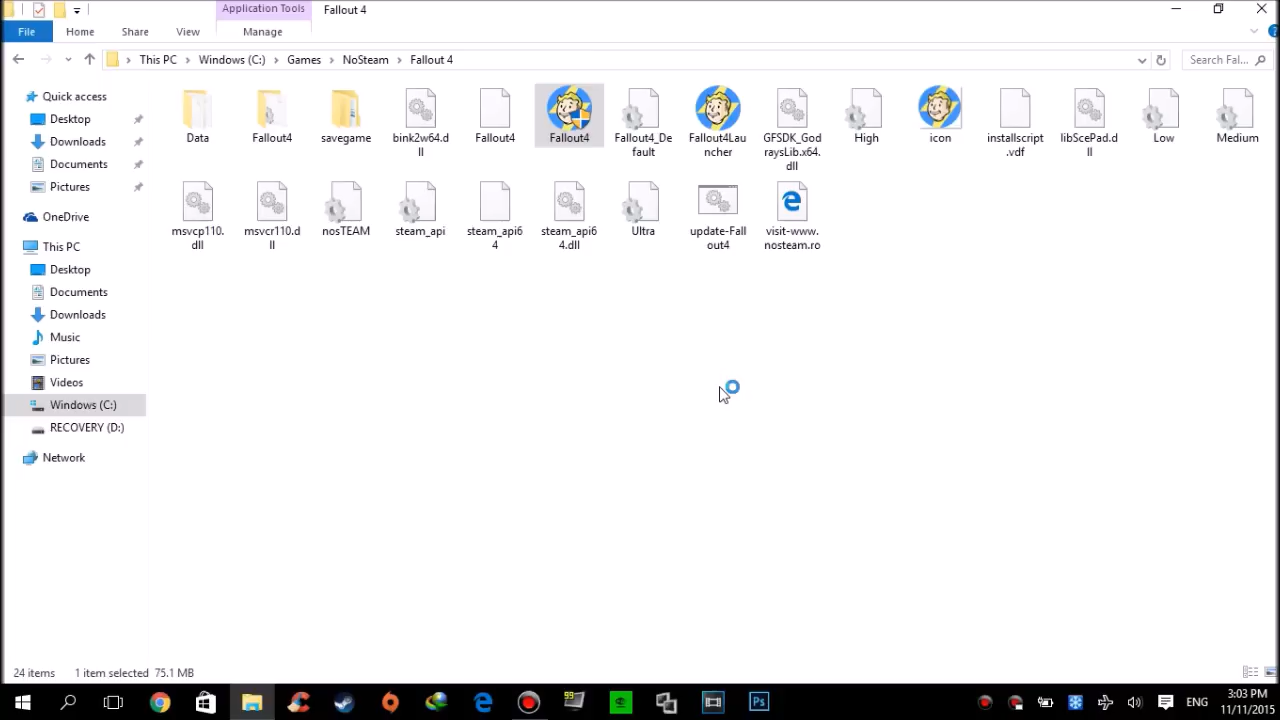 Application Tools
Fallout 4
File
Home
Share
View
Manage
This PC
Windows (C:)
Games
NoSteam
Fallout 4
Search Fal...
Quick access
Desktop
Downloads
Documents
Pictures
OneDrive
This PC
Desktop
Documents
Downloads
Music
Pictures
Videos
Windows (C:)
RECOVERY (D:)
Network
Data
Fallout4
savegame
bink2w64.d
ll
Fallout4
Fallout4
Fallout4_De
fault
Fallout4Lau
ncher
GFSDK_God
raysLib.x64.
dll
High
icon
installscript
.vdf
libScePad.d
ll
Low
Medium
msvcp110.
dll
msvcr110.d
ll
nosTEAM
steam_api
steam_api6
4
steam_api6
4.dll
Ultra
update-Fall
out4
visit-www.
nosteam.ro
24 items
1 item selected 75.1 MB
99
Ps
ENG
3:03 PM
11/11/2015